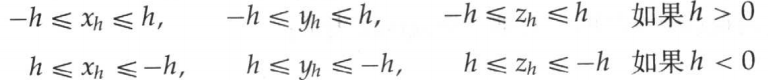 −h ⩽ x_h ⩽ h, −h ⩽ y_h ⩽ h, −h ⩽ z_h ⩽ h 如果 h > 0
h ⩽ x_h ⩽ −h, h ⩽ y_h ⩽ −h, h ⩽ z_h ⩽ −h 如果 h < 0